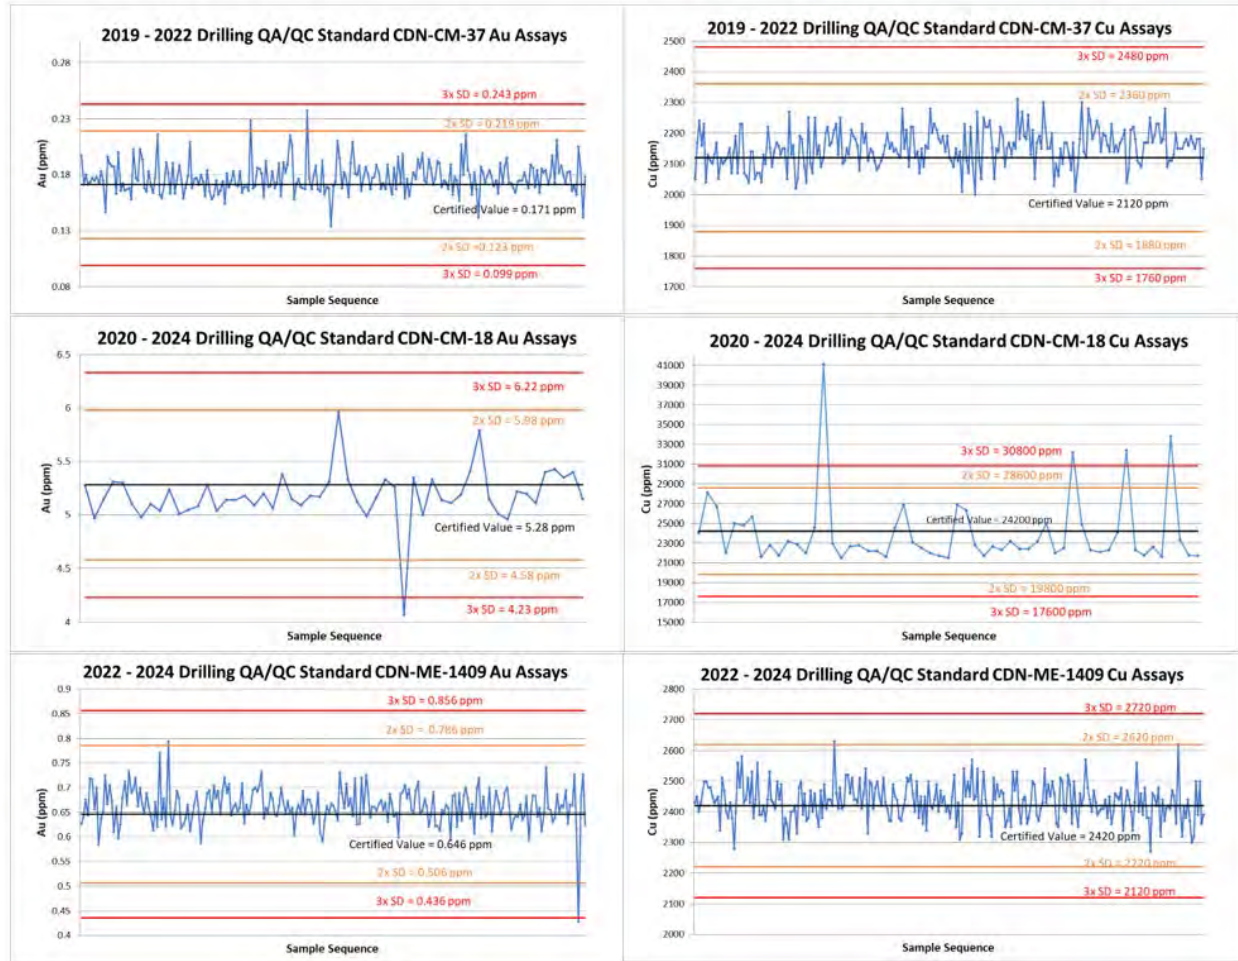 2019 - 2022 Drilling QA/QC Standard CDN-CM-37 Au Assays
0.28
0.23
0.18
0.13
0.08
Au (ppm)
3x SD = 0.243 ppm
2x SD = 0.219 ppm
Certified Value = 0.171 ppm
2x SD =0.123 ppm
3x SD = 0.099 ppm
Sample Sequence
2019 - 2022 Drilling QA/QC Standard CDN-CM-37 Cu Assays
2500
2400
2300
2200
2100
2000
1900
1800
1700
Cu (ppm)
3x SD = 2480 ppm
2x SD = 2360 ppm
Certified Value = 2120 ppm
2x SD = 1880 ppm
3x SD = 1760 ppm
Sample Sequence
2020 - 2024 Drilling QA/QC Standard CDN-CM-18 Au Assays
6.5
6
5.5
5
4.5
4
Au (ppm)
3x SD = 6.22 ppm
2x SD = 5.98 ppm
Certified Value = 5.28 ppm
2x SD = 4.58 ppm
3x SD = 4.23 ppm
Sample Sequence
2020 - 2024 Drilling QA/QC Standard CDN-CM-18 Cu Assays
41000
39000
37000
35000
33000
31000
29000
27000
25000
23000
21000
19000
17000
15000
Cu (ppm)
3x SD = 30800 ppm
2x SD = 28600 ppm
Certified Value = 24200 ppm
2x SD = 19800 ppm
3x SD = 17600 ppm
Sample Sequence
2022 - 2024 Drilling QA/QC Standard CDN-ME-1409 Au Assays
0.9
0.85
0.8
0.75
0.7
0.65
0.6
0.55
0.5
0.45
0.4
Au (ppm)
3x SD = 0.856 ppm
2x SD = 0.786 ppm
Certified Value = 0.646 ppm
2x SD = 0.506 ppm
3x SD = 0.436 ppm
Sample Sequence
2022 - 2024 Drilling QA/QC Standard CDN-ME-1409 Cu Assays
2800
2700
2600
2500
2400
2300
2200
2100
2000
Cu (ppm)
3x SD = 2720 ppm
2x SD = 2620 ppm
Certified Value = 2420 ppm
2x SD = 2220 ppm
3x SD = 2120 ppm
Sample Sequence